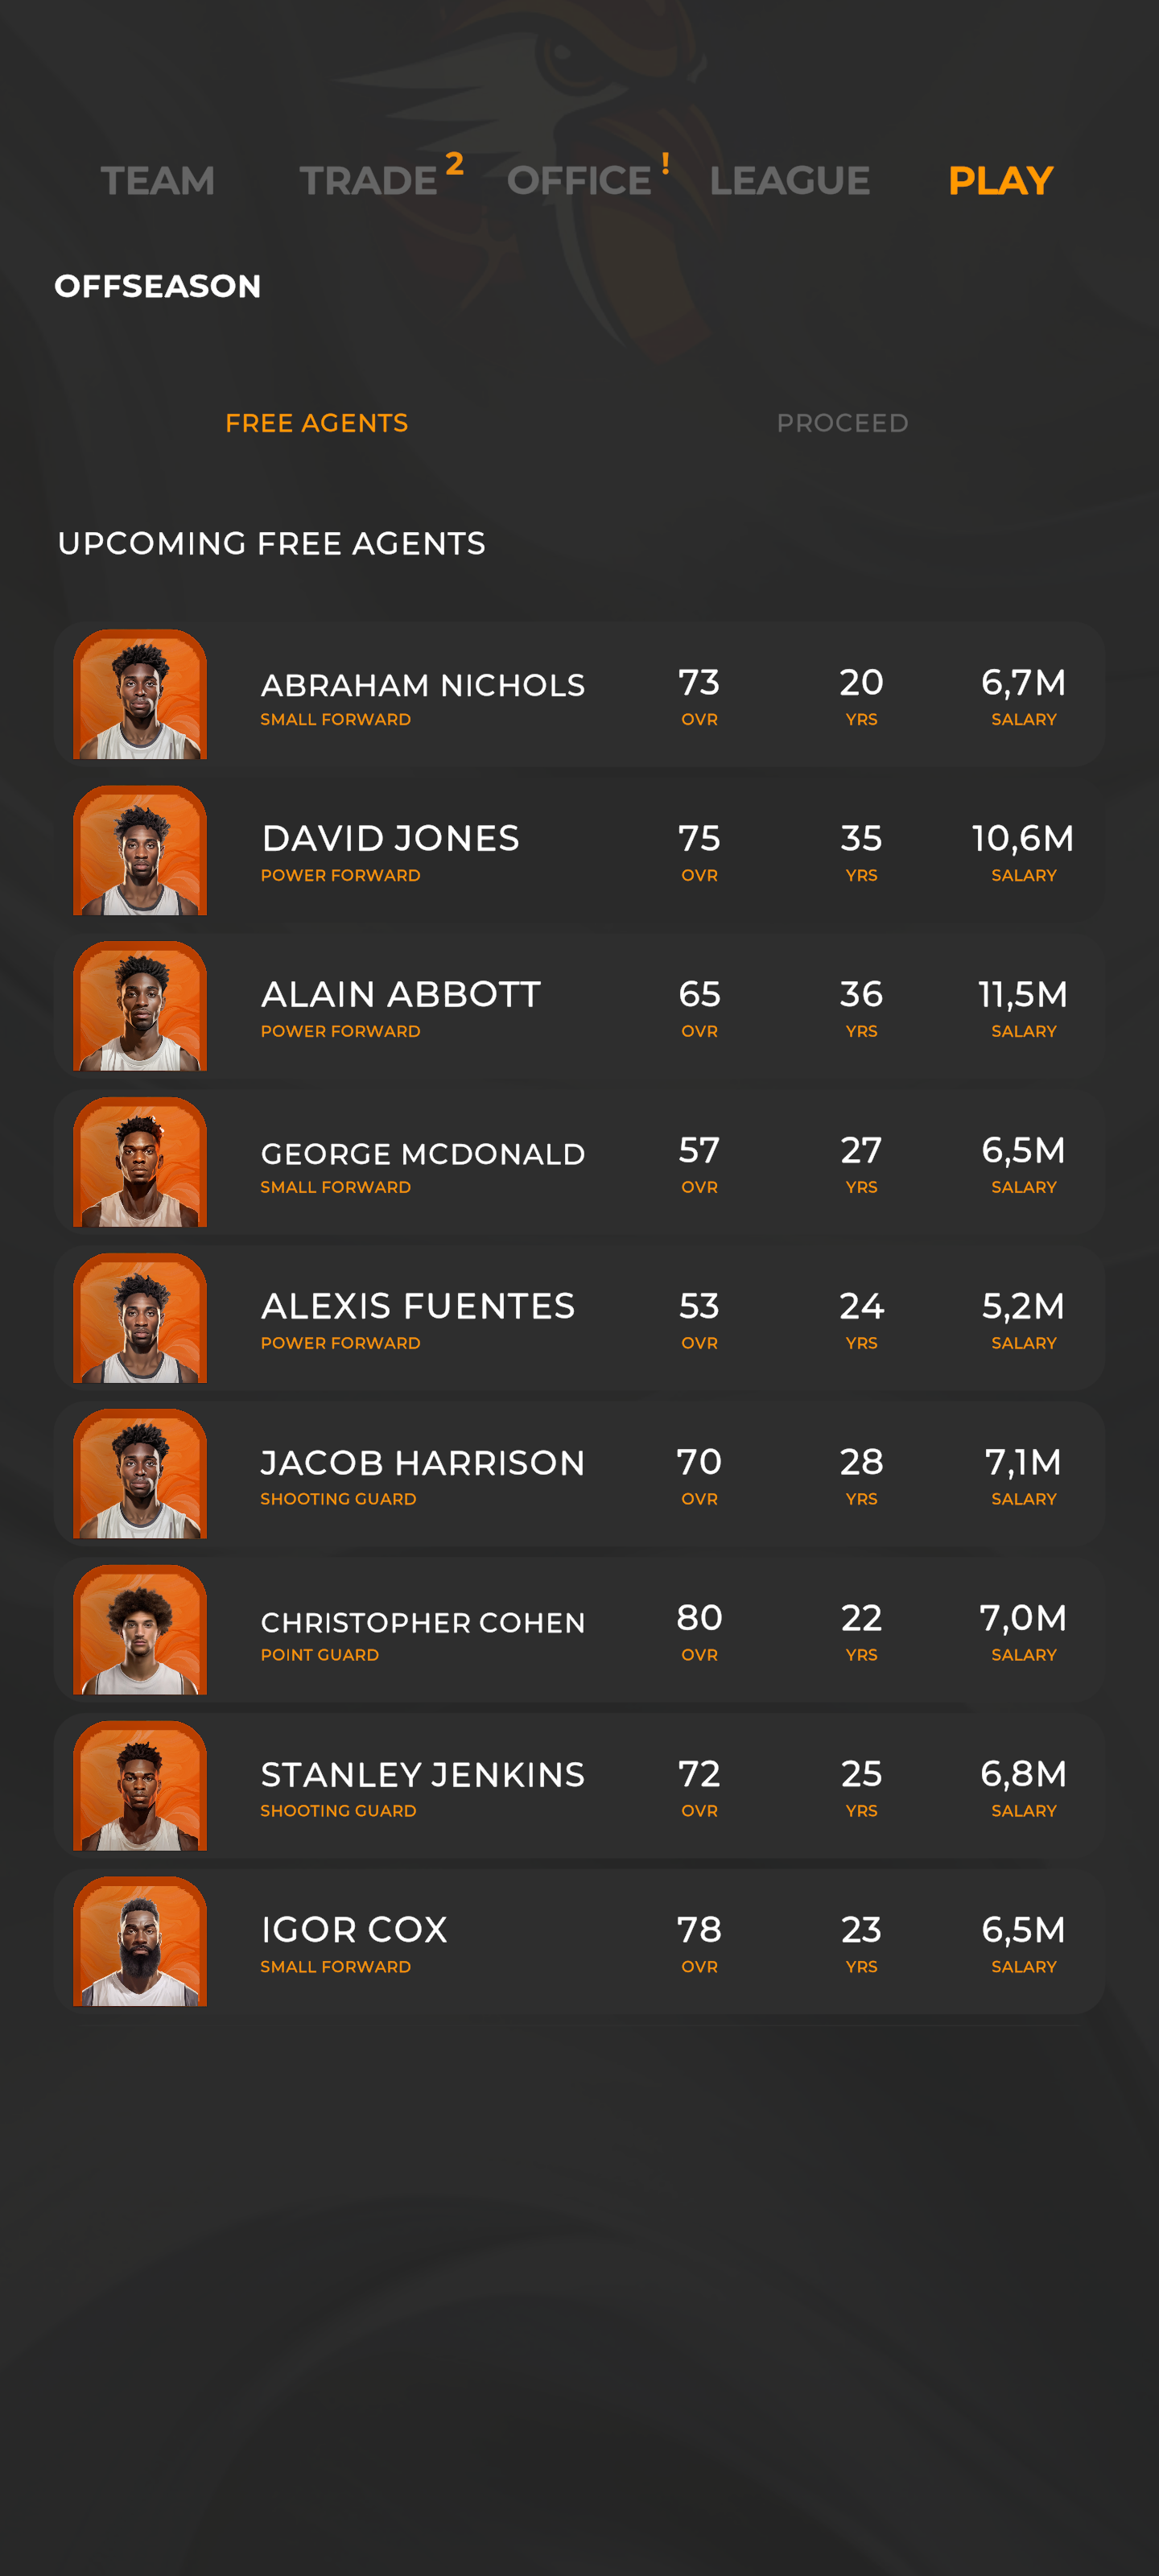 TEAM TRADE 2 OFFICE ! LEAGUE PLAY
OFFSEASON
FREE AGENTS PROCEED
UPCOMING FREE AGENTS
ABRAHAM NICHOLS 73 20 6,7M
SMALL FORWARD OVR YRS SALARY
DAVID JONES 75 35 10,6M
POWER FORWARD OVR YRS SALARY
ALAIN ABBOTT 65 36 11,5M
POWER FORWARD OVR YRS SALARY
GEORGE MCDONALD 57 27 6,5M
SMALL FORWARD OVR YRS SALARY
ALEXIS FUENTES 53 24 5,2M
POWER FORWARD OVR YRS SALARY
JACOB HARRISON 70 28 7,1M
SHOOTING GUARD OVR YRS SALARY
CHRISTOPHER COHEN 80 22 7,0M
POINT GUARD OVR YRS SALARY
STANLEY JENKINS 72 25 6,8M
SHOOTING GUARD OVR YRS SALARY
IGOR COX 78 23 6,5M
SMALL FORWARD OVR YRS SALARY